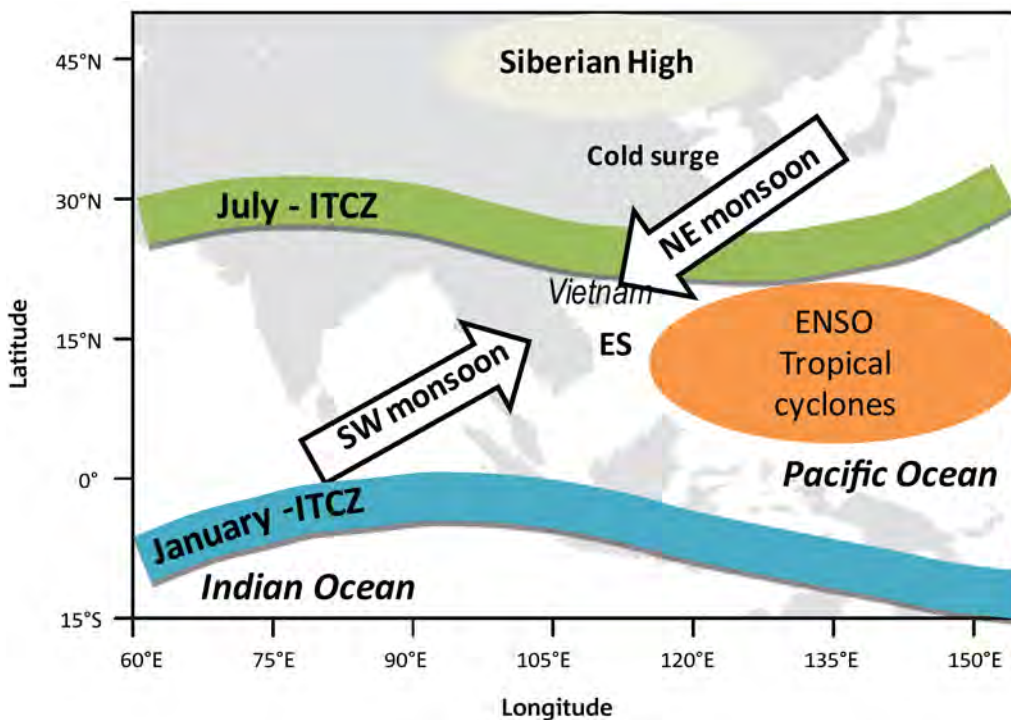 45°N
Siberian High
Cold surge
30°N
July - ITCZ
NE monsoon
Vietnam
Latitude
15°N
ES
ENSO
Tropical
cyclones
SW monsoon
0°
Pacific Ocean
January -ITCZ
Indian Ocean
15°S
60°E
75°E
90°E
105°E
120°E
135°E
150°E
Longitude